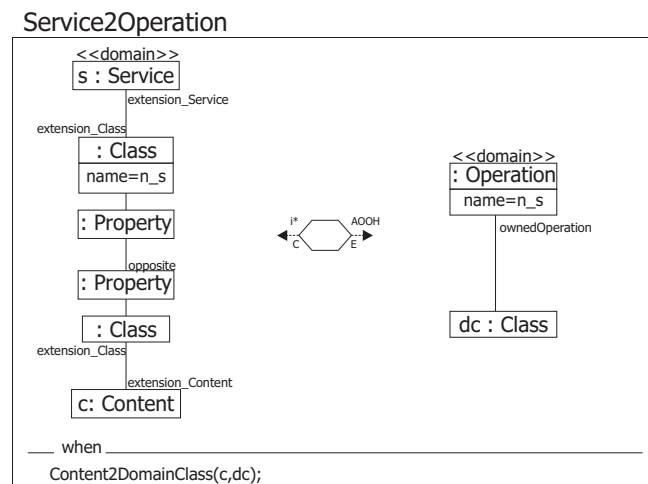 Service2Operation
<<domain>>
s : Service
extension_Service
extension_Class
: Class
name=n_s
: Property
opposite
: Property
: Class
extension_Class
extension_Content
c: Content
i*
AOOH
C
E
<<domain>>
: Operation
name=n_s
ownedOperation
dc : Class
when
Content2DomainClass(c,dc);